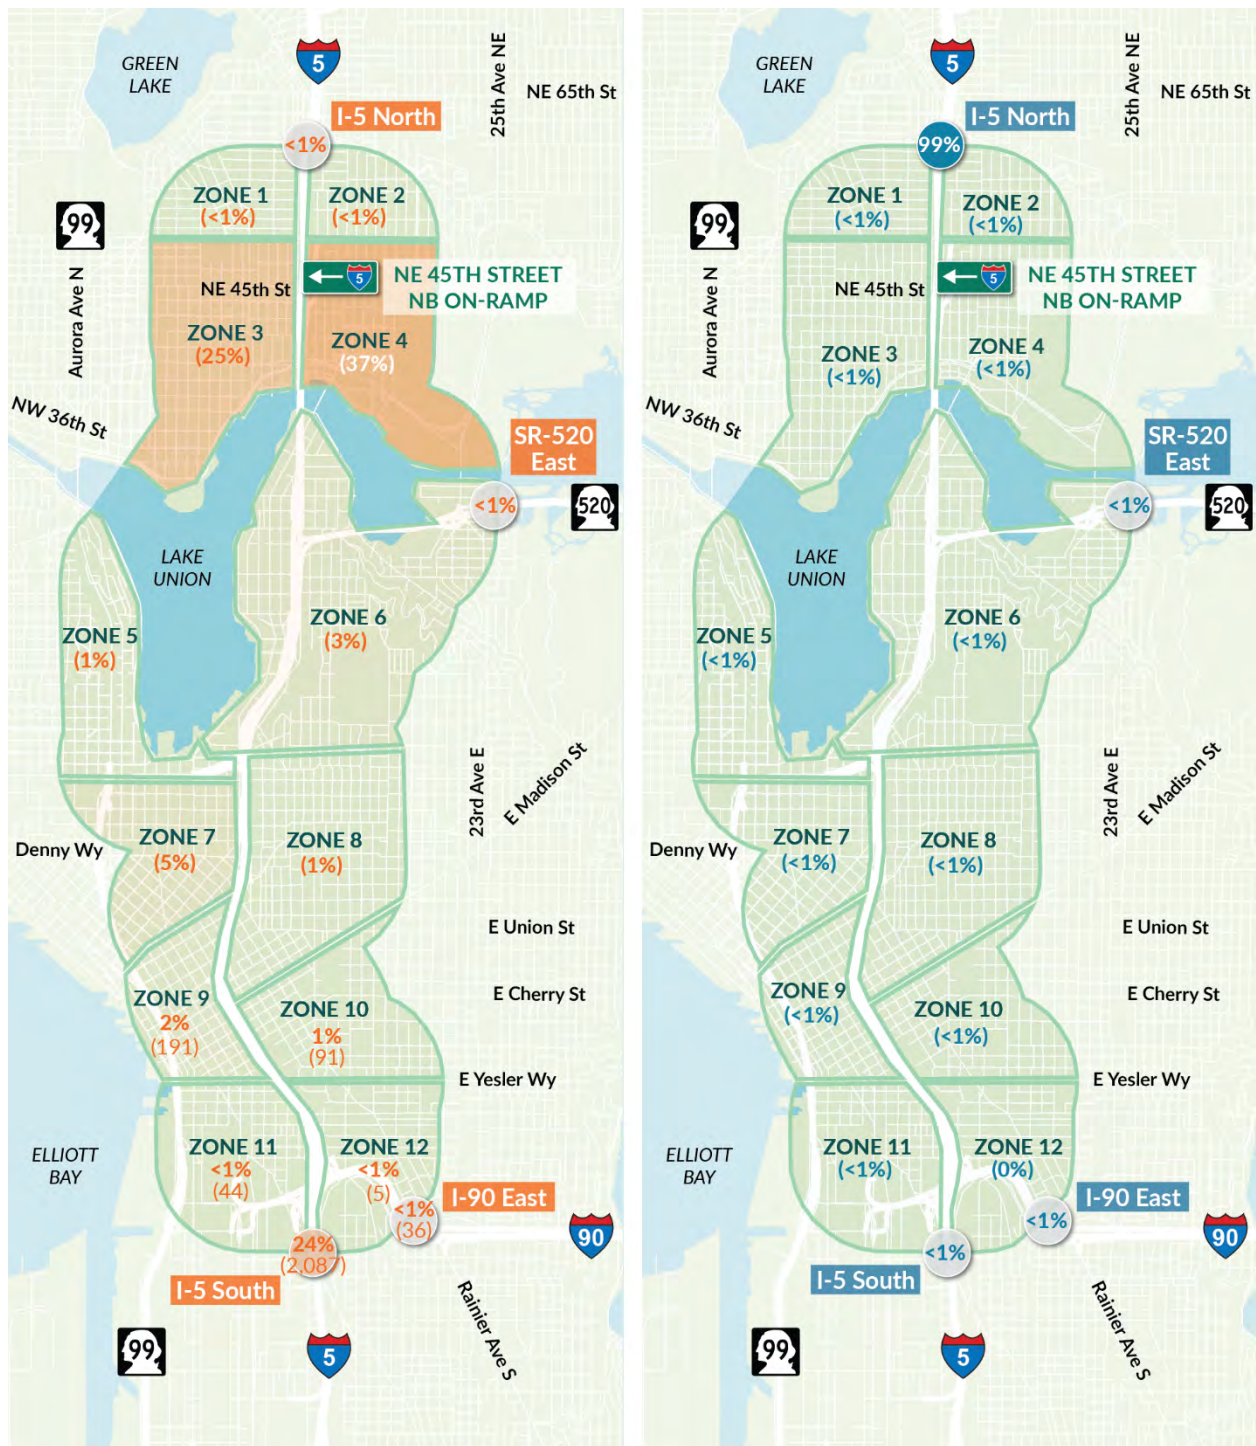 GREEN
LAKE
5
25th Ave NE
NE 65th St
I-5 North
<1%
ZONE 1
(<1%)
ZONE 2
(<1%)
99
Aurora Ave N
NE 45th St
5
NE 45TH STREET
NB ON-RAMP
ZONE 3
(25%)
ZONE 4
(37%)
NW 36th St
SR-520
East
<1%
520
LAKE
UNION
ZONE 5
(1%)
ZONE 6
(3%)
23rd Ave E
E Madison St
ZONE 7
(5%)
ZONE 8
(1%)
Denny Wy
E Union St
ZONE 9
2%
(191)
E Cherry St
ZONE 10
1%
(91)
E Yesler Wy
ELLIOTT
BAY
ZONE 11
<1%
(44)
ZONE 12
<1%
(5)
I-90 East
<1%
(36)
90
24%
(2,087)
I-5 South
Rainier Ave S
99
5
GREEN
LAKE
5
25th Ave NE
NE 65th St
I-5 North
99%
ZONE 1
(<1%)
ZONE 2
(<1%)
99
Aurora Ave N
NE 45th St
5
NE 45TH STREET
NB ON-RAMP
ZONE 3
(<1%)
ZONE 4
(<1%)
NW 36th St
SR-520
East
<1%
520
LAKE
UNION
ZONE 5
(<1%)
ZONE 6
(<1%)
23rd Ave E
E Madison St
ZONE 7
(<1%)
ZONE 8
(<1%)
Denny Wy
E Union St
ZONE 9
(<1%)
E Cherry St
ZONE 10
(<1%)
E Yesler Wy
ELLIOTT
BAY
ZONE 11
(<1%)
ZONE 12
(0%)
I-90 East
<1%
90
<1%
I-5 South
Rainier Ave S
99
5